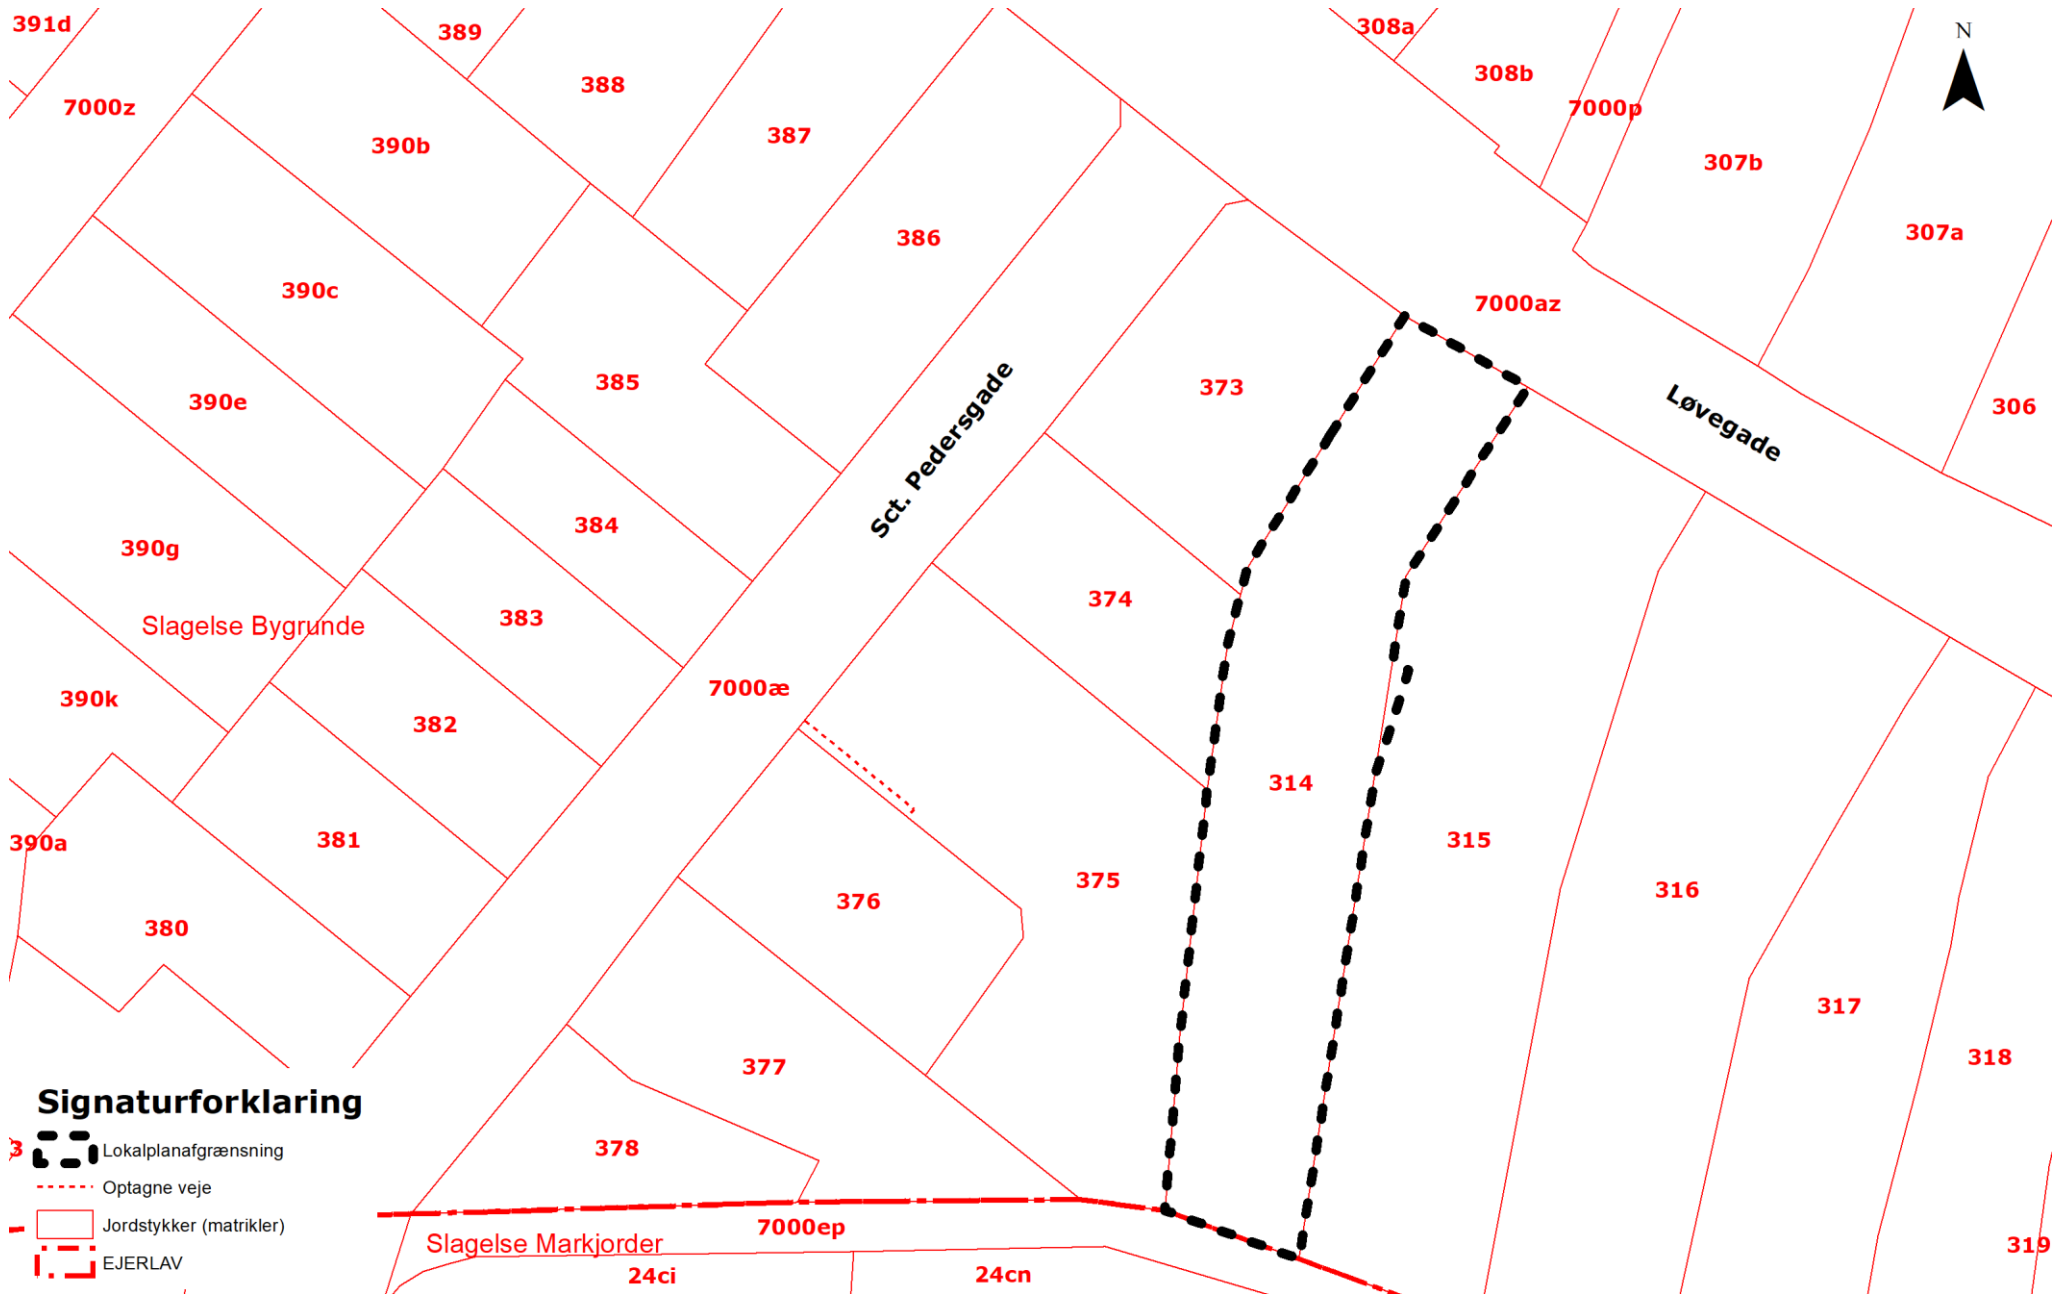 391d
389
308a
N
388
308b
7000z
7000p
387
390b
307b
386
307a
390c
7000az
385
373
390e
Løvegade
306
Sct. Pedersgade
384
390g
374
383
Slagelse Bygrunde
7000æ
390k
382
314
381
390a
315
375
316
376
380
317
318
377
Signaturforklaring
378
3
Lokalplanafgrænsning
Optagne veje
Jordstykker (matrikler)
7000ep
Slagelse Markjorder
319
EJERLAV
24ci
24cn